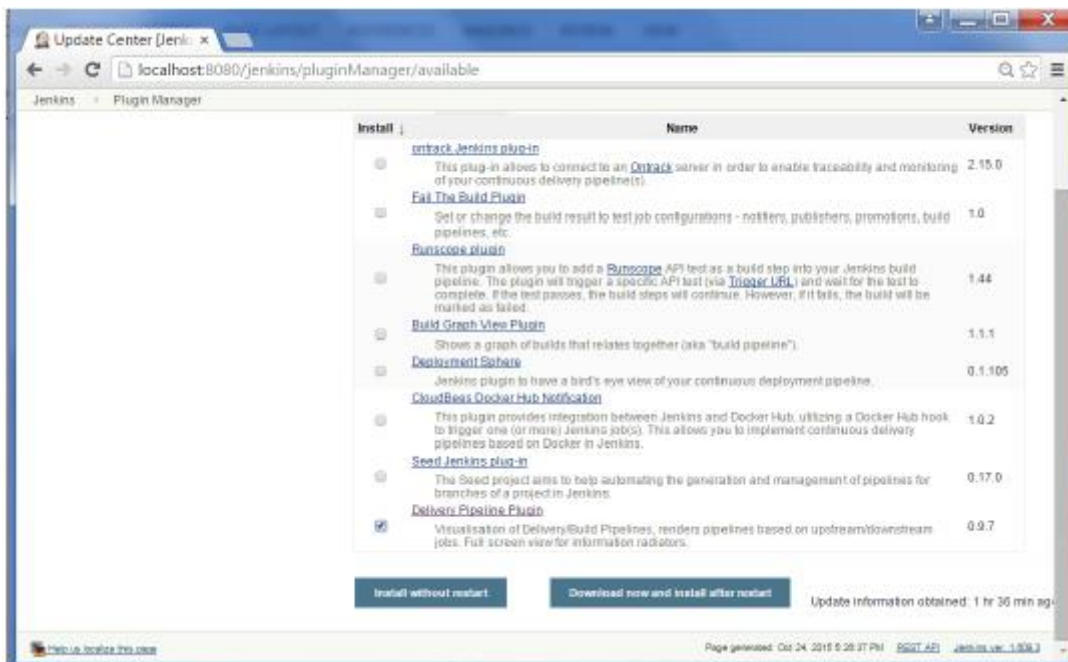 Update Center [Jenk
localhost:8080/jenkins/pluginManager/available
Jenkins Plugin Manager
Install ↓ Name Version
ontrack Jenkins plug-in
This plug-in allows to connect to an Ontrack server in order to enable traceability and monitoring 2.15.0
of your continuous delivery pipeline(s).
Fail The Build Plugin
Set or change the build result to test job configurations - notifiers, publishers, promotions, build 1.0
pipelines, etc.
Runscope plugin
This plugin allows you to add a Runscope API test as a build step into your Jenkins build
pipeline. The plugin will trigger a specific API test (via Trigger URL) and wait for the test to 1.44
complete. If the test passes, the build steps will continue. However, if it fails, the build will be
marked as failed.
Build Graph View Plugin
Shows a graph of builds that relates together (aka "build pipeline"). 1.1.1
Deployment Sphere
Jenkins plugin to have a bird's eye view of your continuous deployment pipeline. 0.1.105
CloudBees Docker Hub Notification
This plugin provides integration between Jenkins and Docker Hub, utilizing a Docker Hub hook
to trigger one (or more) Jenkins job(s). This allows you to implement continuous delivery 1.0.2
pipelines based on Docker in Jenkins.
Seed Jenkins plug-in
The Seed project aims to help automating the generation and management of pipelines for 0.17.0
branches of a project in Jenkins.
Delivery Pipeline Plugin
Visualisation of Delivery/Build Pipelines, renders pipelines based on upstream/downstream 0.9.7
jobs. Full screen view for information radiators.
Install without restart Download now and install after restart Update information obtained: 1 hr 36 min ago
Help us localize this page Page generated: Oct 24, 2015 REST API Jenkins ver. 1.609.3